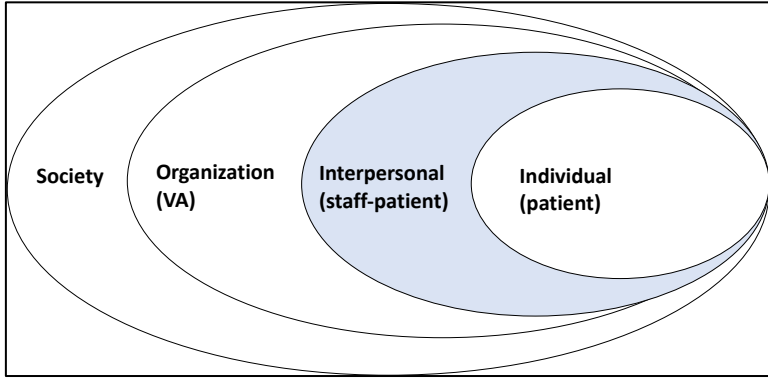 Society
Organization
(VA)
Interpersonal
(staff-patient)
Individual
(patient)